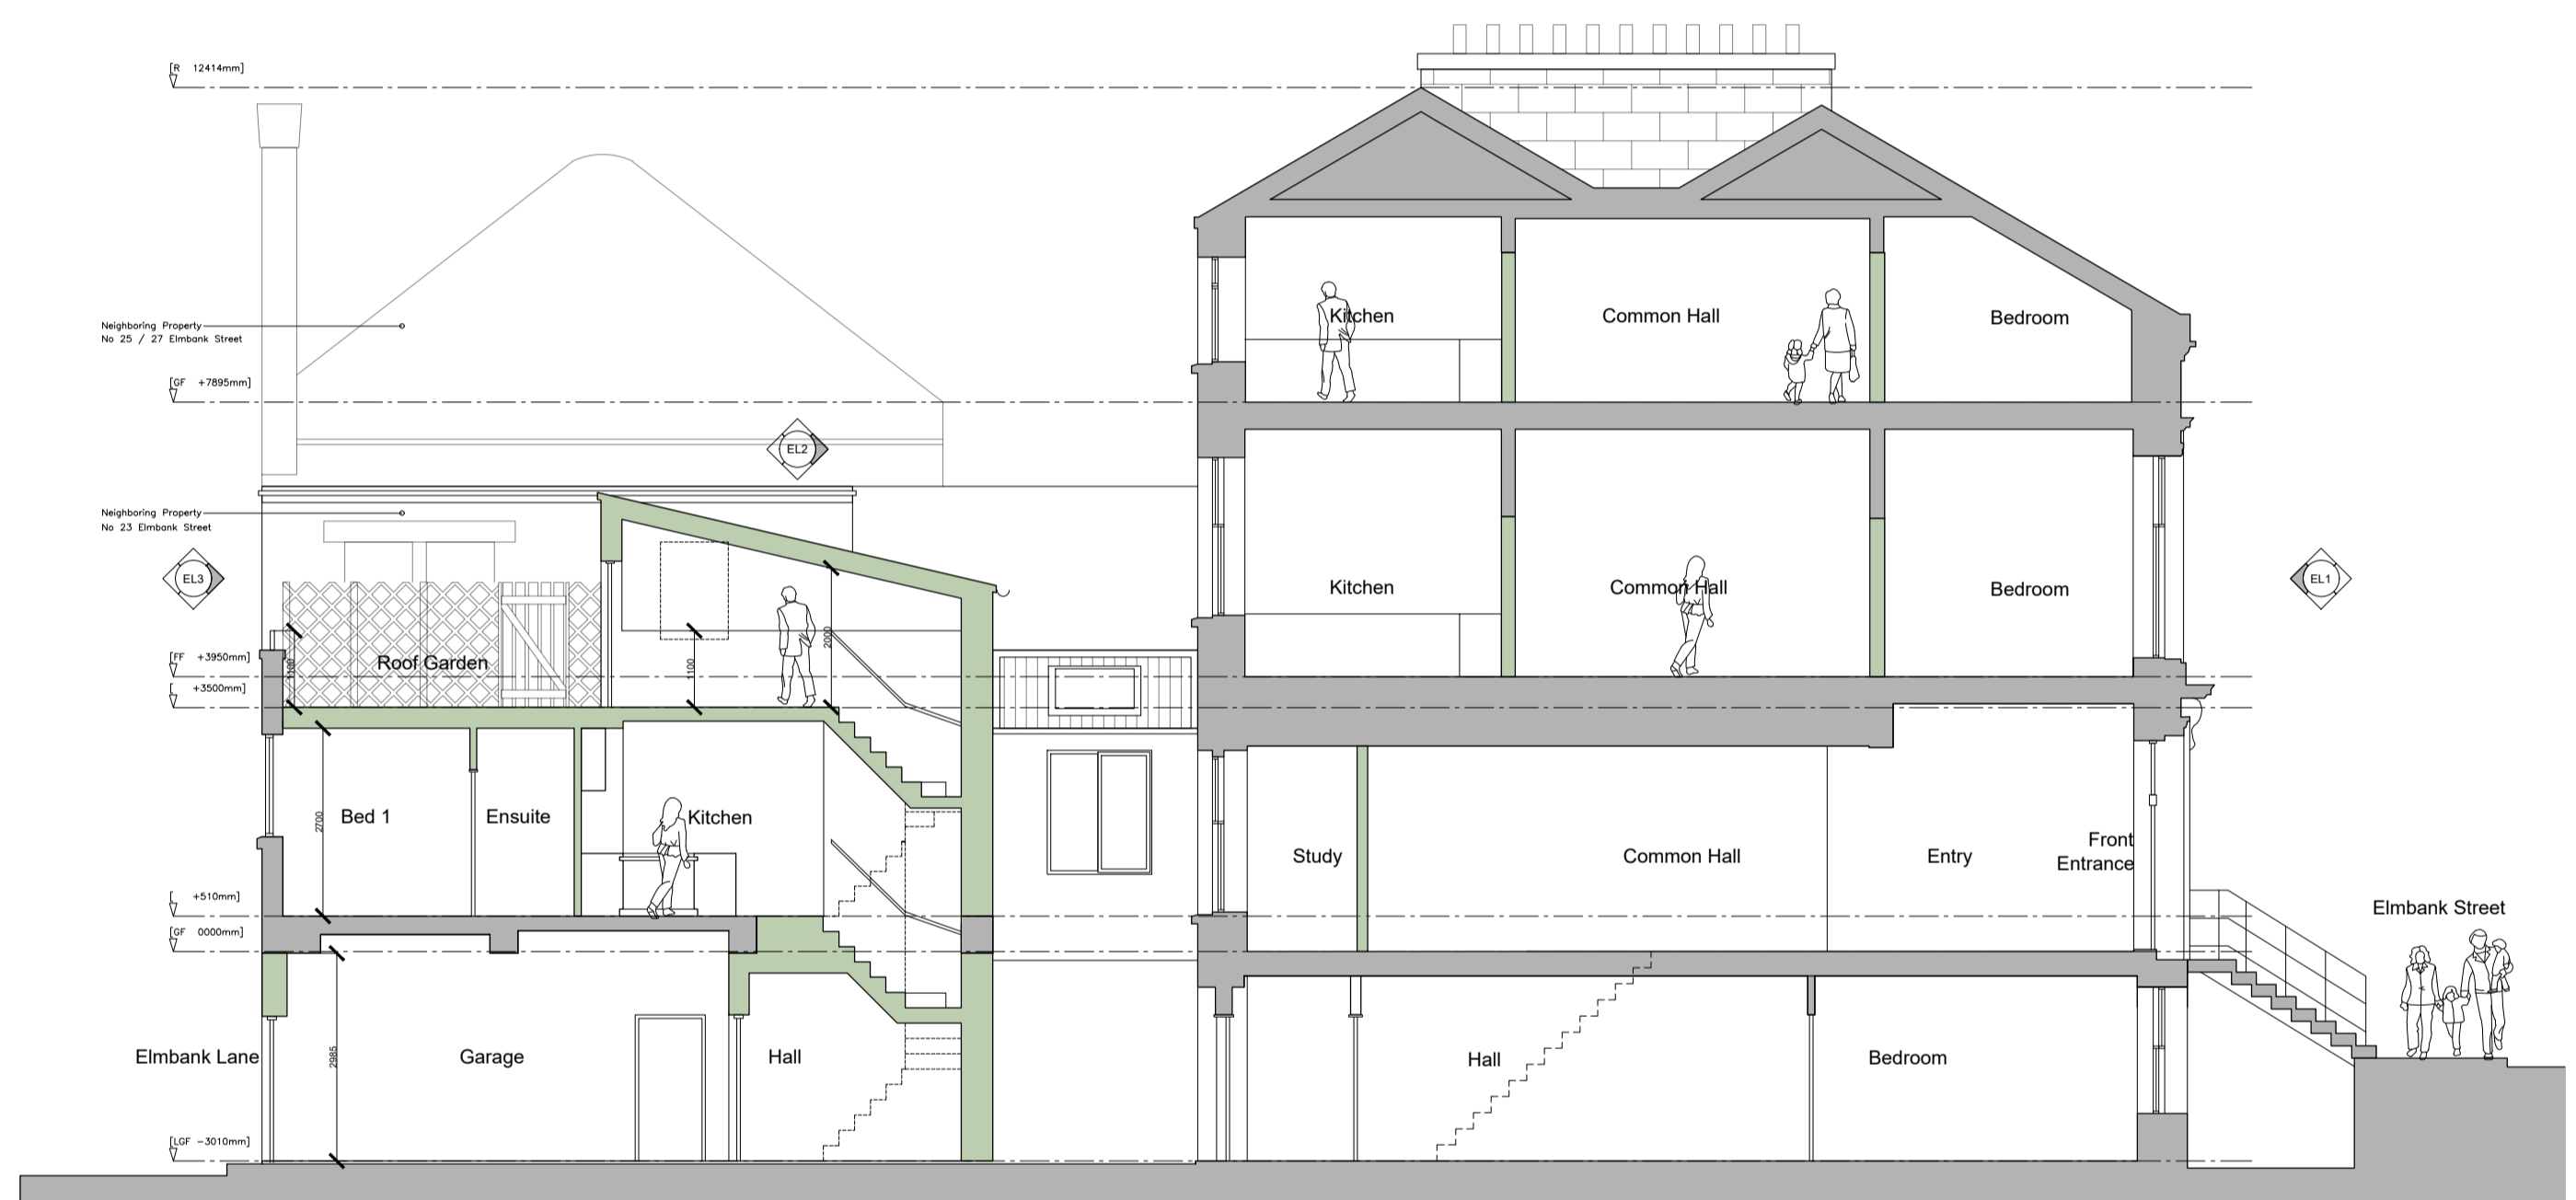 [R 12414mm]
Neighboring Property
No 25 / 27 Elmbank Street
Kitchen
Common Hall
Bedroom
[GF +7895mm]
EL2
Neighboring Property
No 23 Elmbank Street
EL3
EL1
Kitchen
Common Hall
Bedroom
2000
[FF +3950mm]
Roof Garden
1100
1100
[ +3500mm]
Bed 1
Ensuite
Kitchen
2700
Study
Common Hall
Entry
Front
Entrance
[ +510mm]
Elmbank Street
[GF 0000mm]
Elmbank Lane
2985
Garage
Hall
Hall
Bedroom
[LGF -3010mm]